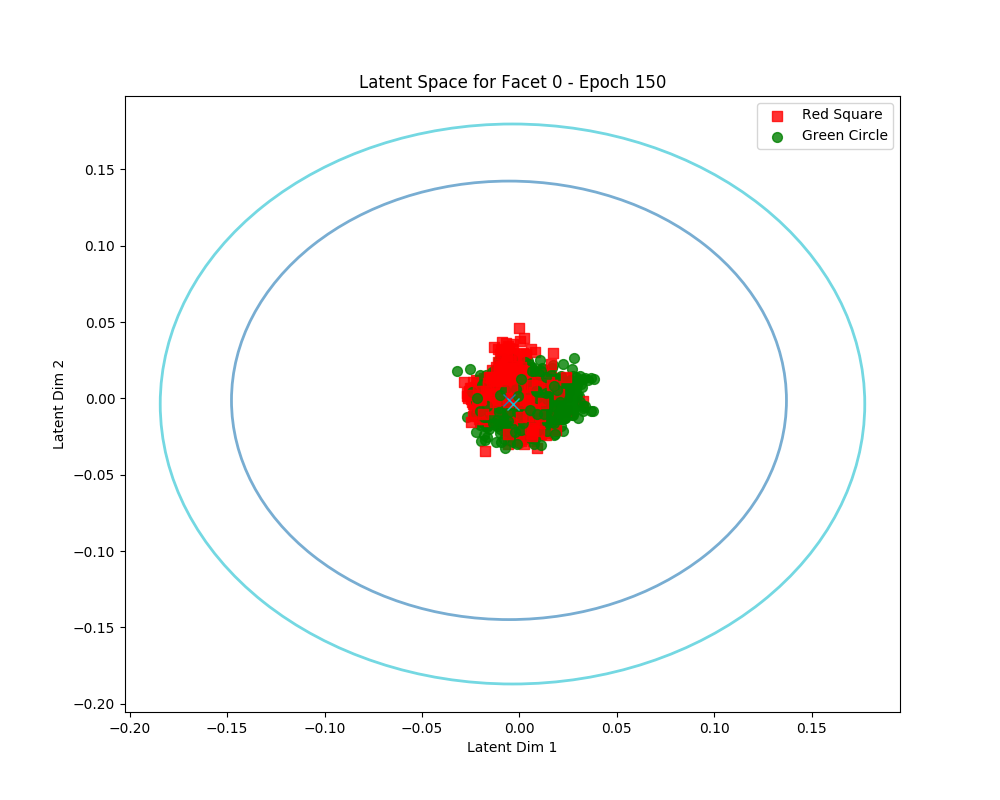 Latent Space for Facet 0 - Epoch 150
Red Square
Green Circle
0.15
0.10
0.05
0.00
−0.05
−0.10
−0.15
−0.20
Latent Dim 2
−0.20 −0.15 −0.10 −0.05 0.00 0.05 0.10 0.15
Latent Dim 1